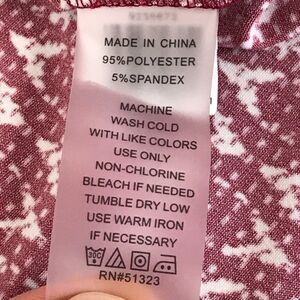 MADE IN CHINA
95%POLYESTER
5%SPANDEX
MACHINE
WASH COLD
WITH LIKE COLORS
USE ONLY
NON-CHLORINE
BLEACH IF NEEDED
TUMBLE DRY LOW
USE WARM IRON
IF NECESSARY
30C
RN#51323